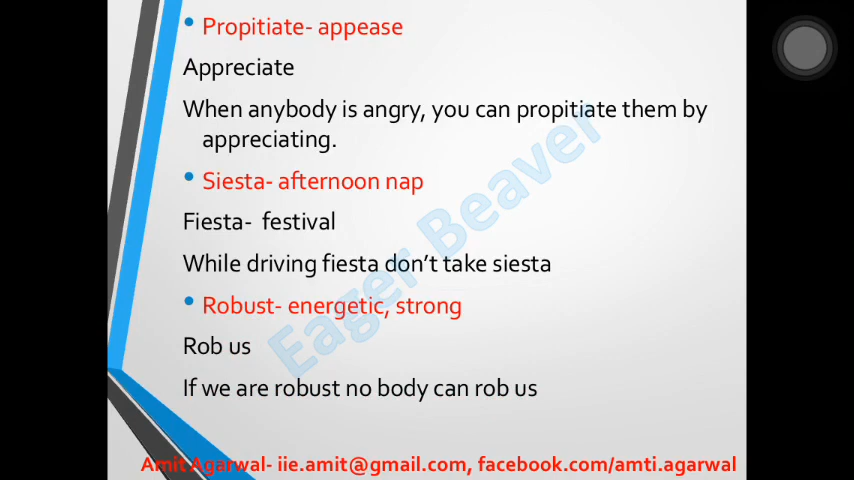 Propitiate- appease
Appreciate
When anybody is angry, you can propitiate them by
appreciating.
Siesta- afternoon nap
Fiesta-  festival
While driving fiesta don’t take siesta
Robust- energetic, strong
Rob us
If we are robust no body can rob us
Eager Beaver
Amit Agarwal- iie.amit@gmail.com, facebook.com/amti.agarwal